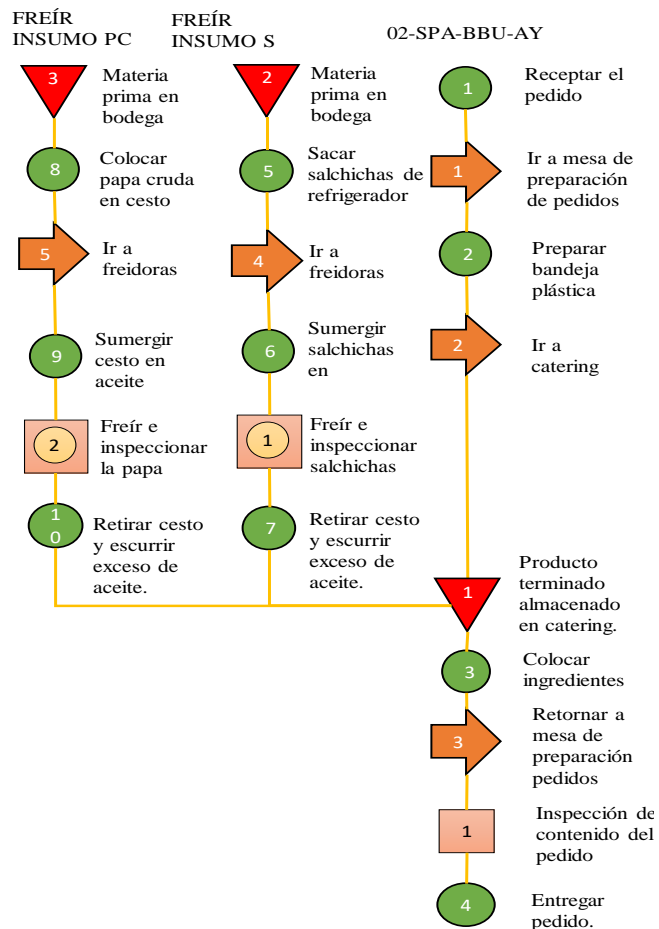 FREÍR
INSUMO PC
3
Materia
prima en
bodega
8
Colocar
papa cruda
en cesto
5
Ir a
freidoras
9
Sumergir
cesto en
aceite
2
Freír e
inspeccionar
la papa
1
0
Retirar cesto
y escurrir
exceso de
aceite.
FREÍR
INSUMO S
2
Materia
prima en
bodega
5
Sacar
salchichas de
refrigerador
4
Ir a
freidoras
6
Sumergir
salchichas
en
1
Freír e
inspeccionar
salchichas
7
Retirar cesto
y escurrir
exceso de
aceite.
02-SPA-BBU-AY
1
Receptar el
pedido
1
Ir a mesa de
preparación
de pedidos
2
Preparar
bandeja
plástica
2
Ir a
catering
1
Producto
terminado
almacenado
en catering.
3
Colocar
ingredientes
3
Retornar a
mesa de
preparación
pedidos
1
Inspección de
contenido del
pedido
4
Entregar
pedido.